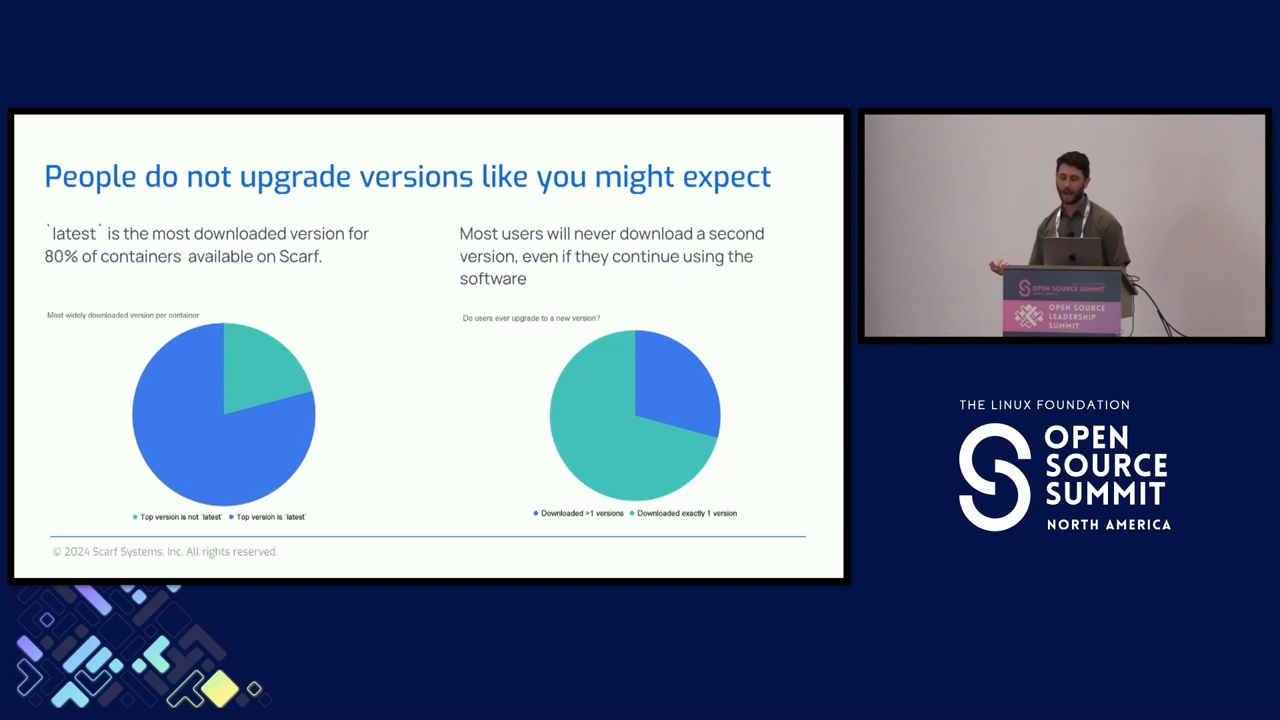 People do not upgrade versions like you might expect
`latest` is the most downloaded version for
80% of containers available on Scarf.
Most widely downloaded version per container
Top version is not `latest` Top version is `latest`
Most users will never download a second
version, even if they continue using the
software
Do users ever upgrade to a new version?
Downloaded >1 versions Downloaded exactly 1 version
© 2024 Scarf Systems, Inc. All rights reserved.
OPEN SOURCE SUMMIT
OPEN SOURCE
LEADERSHIP
SUMMIT
THE LINUX FOUNDATION
OPEN
SOURCE
SUMMIT
NORTH AMERICA